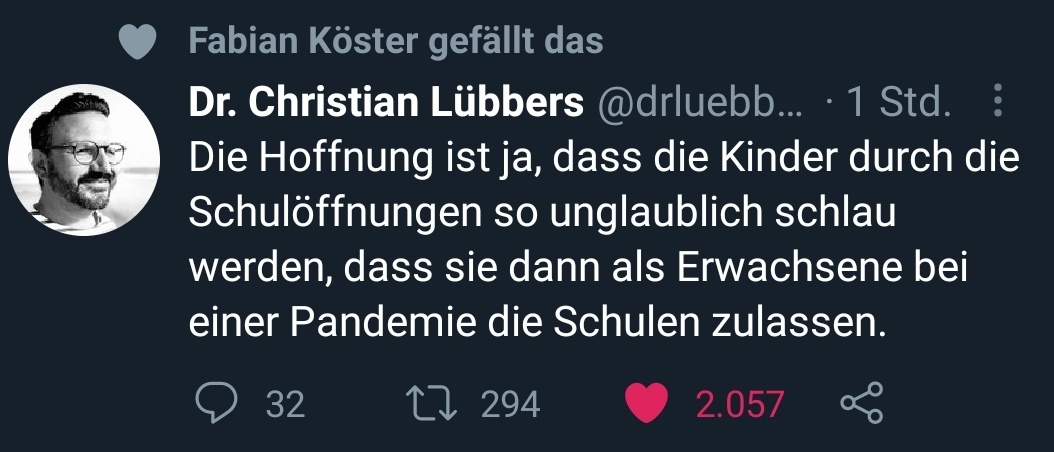 Fabian Köster gefällt das
Dr. Christian Lübbers @drluebb... · 1 Std.
Die Hoffnung ist ja, dass die Kinder durch die
Schulöffnungen so unglaublich schlau
werden, dass sie dann als Erwachsene bei
einer Pandemie die Schulen zulassen.
32 294 2.057